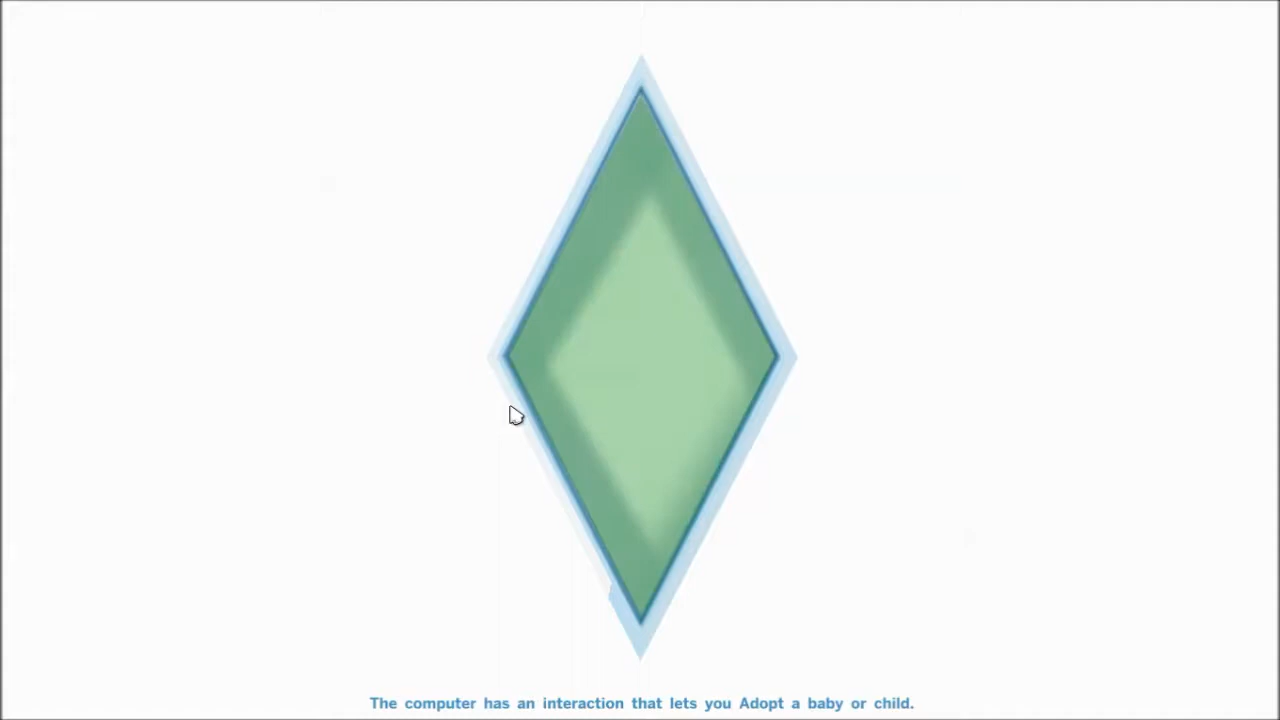 The computer has an interaction that lets you Adopt a baby or child.